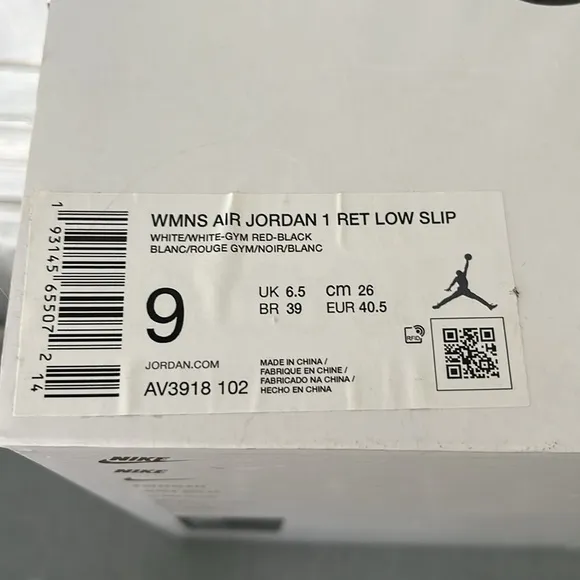 WMNS AIR JORDAN 1 RET LOW SLIP
WHITE/WHITE-GYM RED-BLACK
BLANC/ROUGE GYM/NOIR/BLANC
9
UK 6.5 cm 26
BR 39 EUR 40.5
RFID
JORDAN.COM
AV3918 102
MADE IN CHINA /
FABRIQUE EN CHINE /
FABRICADO NA CHINA /
HECHO EN CHINA
1 93145 65507 2 14
NIKE
NIKE